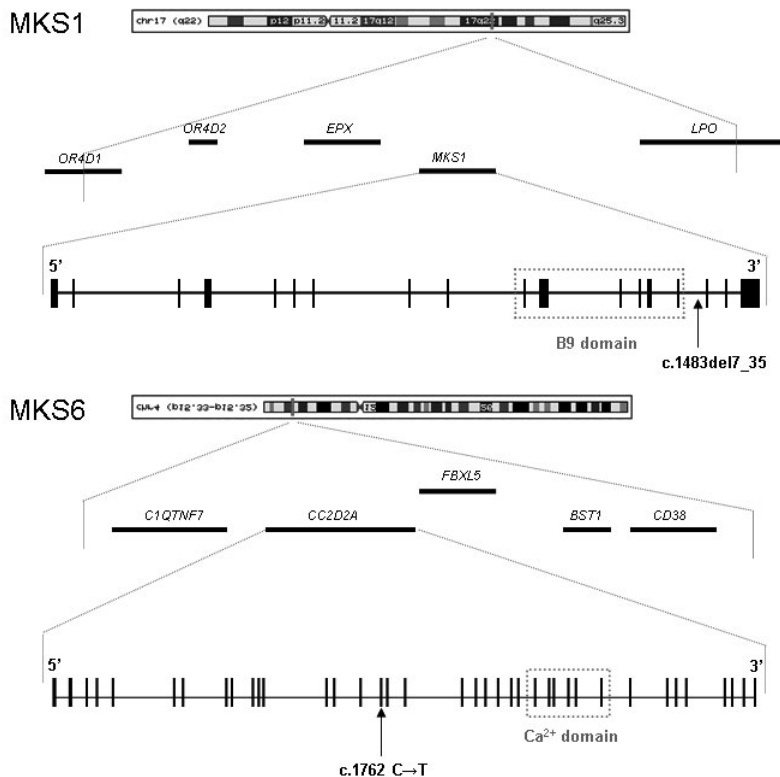 MKS1
chr17 (q22) p12 p11.2 11.2 17q12 17q22 q25.3
OR4D2 EPX LPO
OR4D1 MKS1
5’ 3’
B9 domain
c.1483del7_35
MKS6
FBXL5
C1QTNF7 CC2D2A BST1 CD38
5’ 3’
Ca²⁺ domain
c.1762 C→T